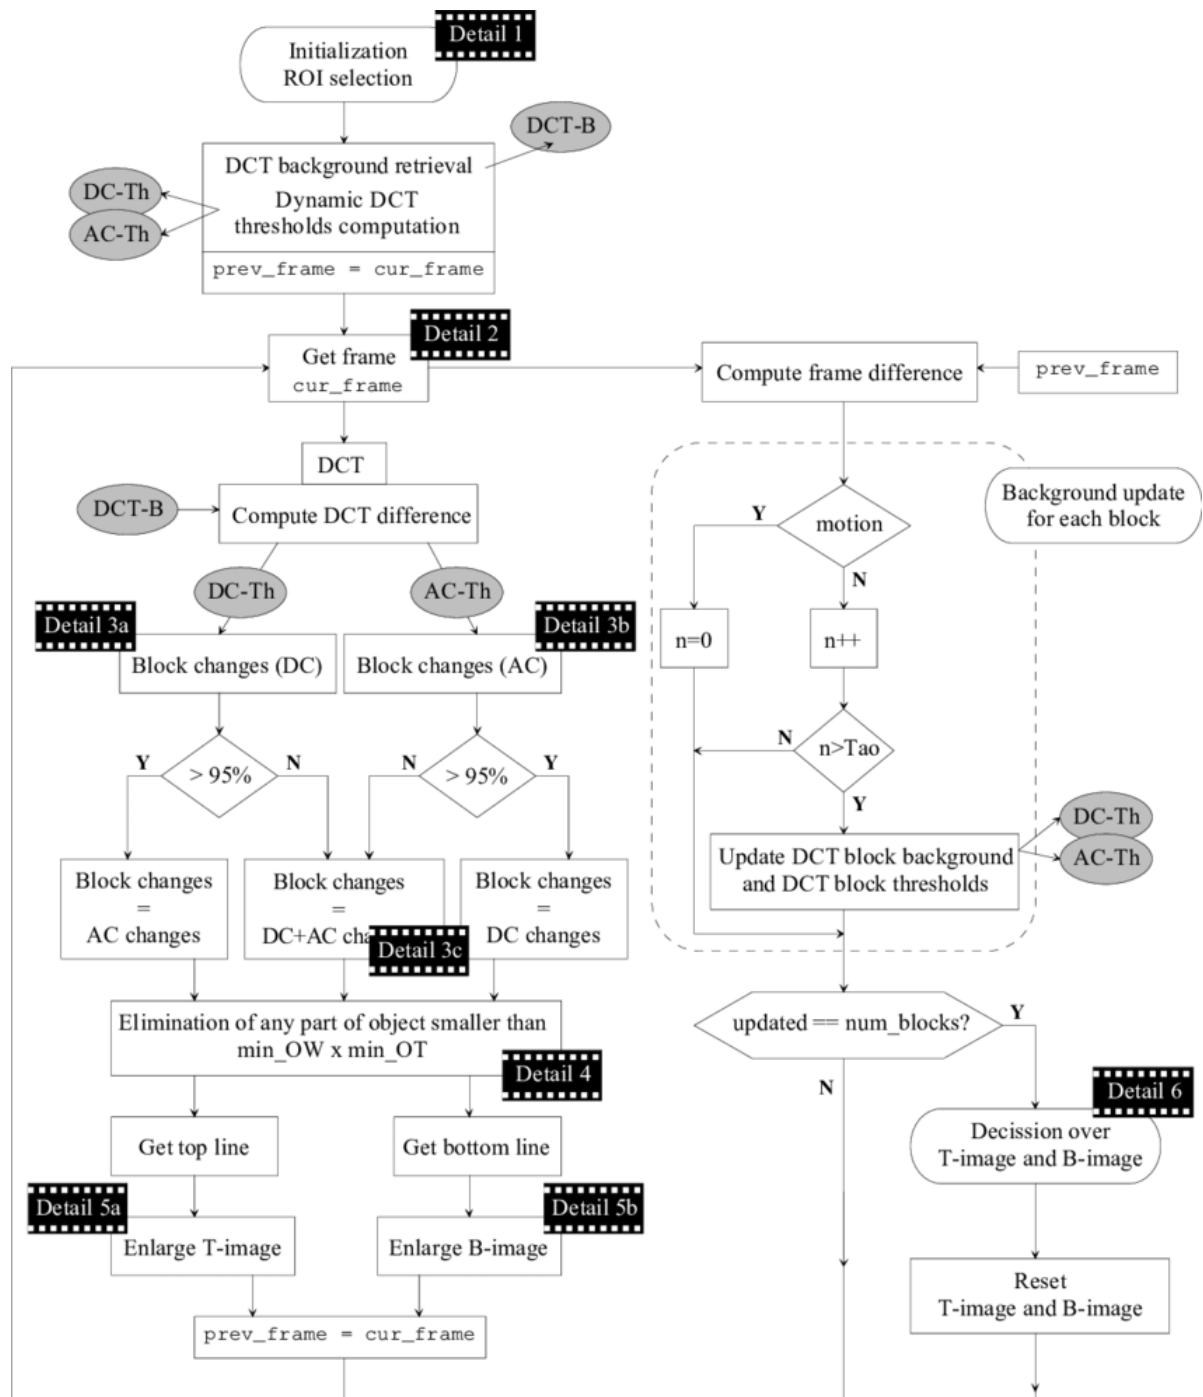 Detail 1
Initialization
ROI selection
DCT-B
DCT background retrieval
DC-Th
Dynamic DCT
AC-Th
thresholds computation
prev_frame = cur_frame
Detail 2
Get frame
cur_frame
Compute frame difference
prev_frame
DCT
DCT-B
Compute DCT difference
Background update
for each block
Y
motion
N
DC-Th
AC-Th
Detail 3a
Detail 3b
Block changes (DC)
Block changes (AC)
n=0
n++
Y
> 95%
N
N
> 95%
Y
N
n>Tao
Y
DC-Th
AC-Th
Update DCT block background
and DCT block thresholds
Block changes
=
AC changes
Block changes
=
DC+AC cha
Block changes
=
DC changes
Detail 3c
Elimination of any part of object smaller than
min_OW x min_OT
updated == num_blocks?
Y
N
Detail 4
Detail 6
Get top line
Get bottom line
Decission over
T-image and B-image
Detail 5a
Detail 5b
Enlarge T-image
Enlarge B-image
Reset
T-image and B-image
prev_frame = cur_frame